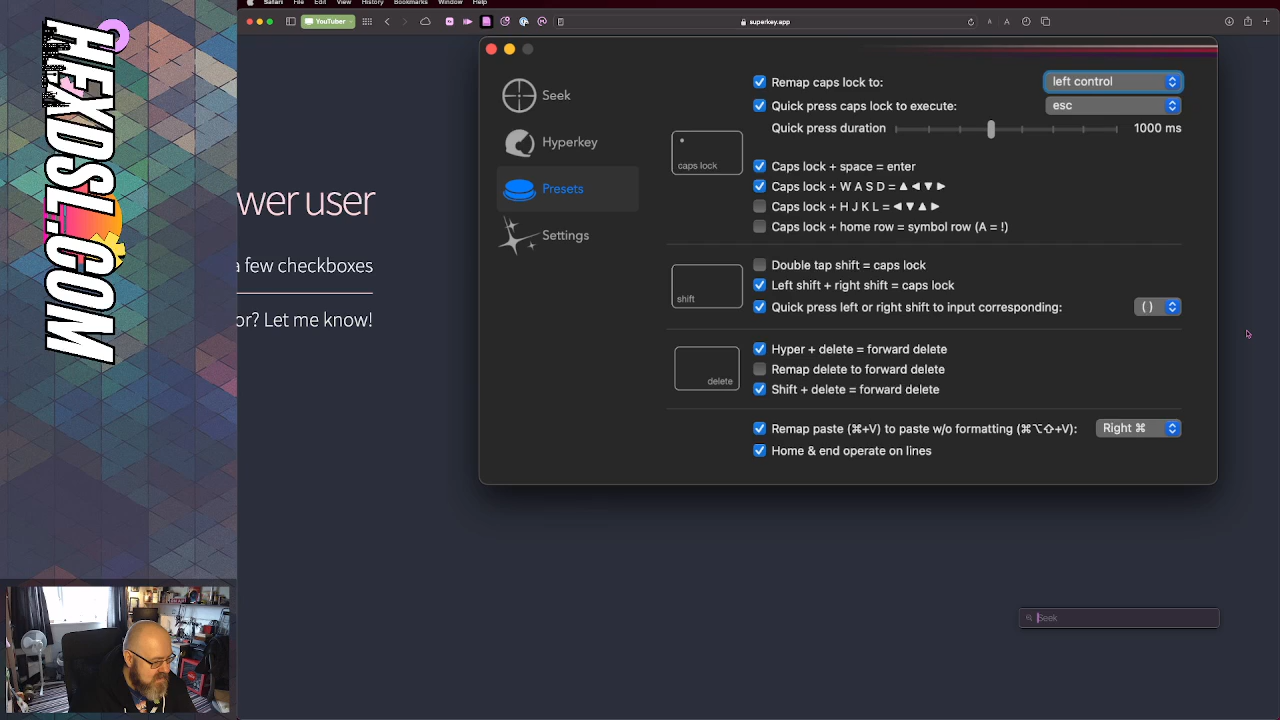 Safari File Edit View History Bookmarks Window Help
YouTuber
superkey.app
A A
HEXDSL.COM
wer user
a few checkboxes
or? Let me know!
Seek
Hyperkey
Presets
Settings
caps lock
Remap caps lock to: left control
Quick press caps lock to execute: esc
Quick press duration 1000 ms
Caps lock + space = enter
Caps lock + W A S D = ▲ ◀ ▼ ▶
Caps lock + H J K L = ◀ ▼ ▲ ▶
Caps lock + home row = symbol row (A = !)
shift
Double tap shift = caps lock
Left shift + right shift = caps lock
Quick press left or right shift to input corresponding: ( )
delete
Hyper + delete = forward delete
Remap delete to forward delete
Shift + delete = forward delete
Remap paste (⌘+V) to paste w/o formatting (⌘⌥⇧+V): Right ⌘
Home & end operate on lines
Seek